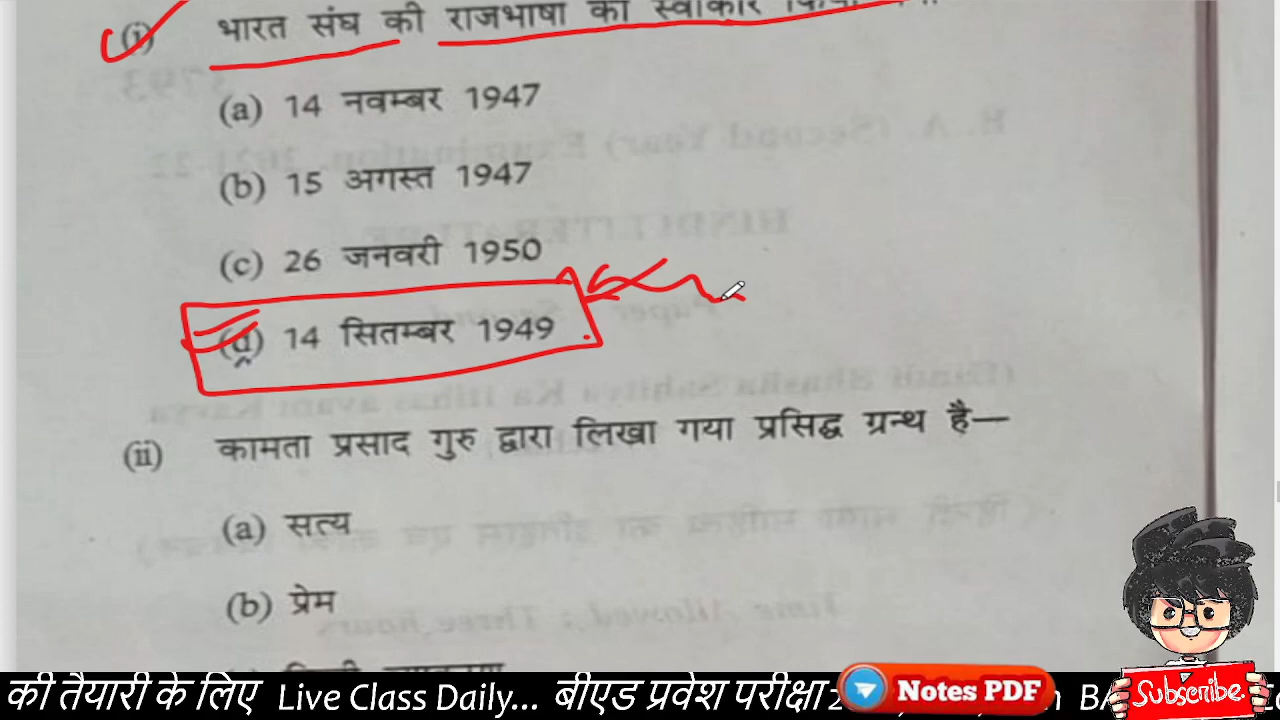 (i) भारत संघ की राजभाषा को स्वीकार किया
(a) 14 नवम्बर 1947
(b) 15 अगस्त 1947
(c) 26 जनवरी 1950
(d) 14 सितम्बर 1949
(ii) कामता प्रसाद गुरु द्वारा लिखा गया प्रसिद्ध ग्रन्थ है—
(a) सत्य
(b) प्रेम
की तैयारी के लिए Live Class Daily... बीएड प्रवेश परीक्षा
Notes PDF
BA
Subscribe